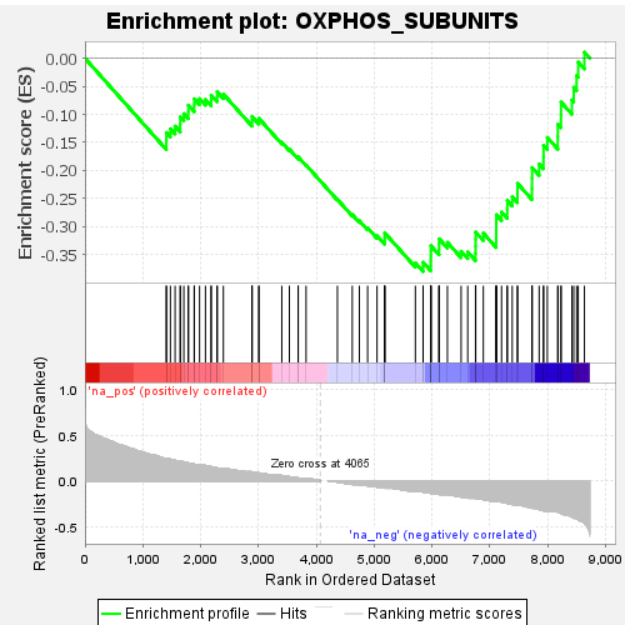 Enrichment plot: OXPHOS_SUBUNITS
Enrichment score (ES)
0.00
-0.05
-0.10
-0.15
-0.20
-0.25
-0.30
-0.35
'na_pos' (positively correlated)
Ranked list metric (PreRanked)
1.0
0.5
0.0
-0.5
Zero cross at 4065
'na_neg' (negatively correlated)
0 1,000 2,000 3,000 4,000 5,000 6,000 7,000 8,000 9,000
Rank in Ordered Dataset
Enrichment profile Hits Ranking metric scores